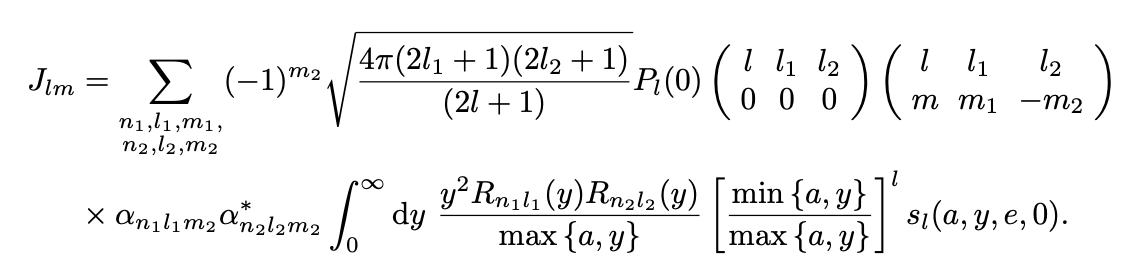 J_{lm} = \sum_{\substack{n_1,l_1,m_1,\\ n_2,l_2,m_2}} (-1)^{m_2} \sqrt{\frac{4\pi(2l_1+1)(2l_2+1)}{(2l+1)}} P_l(0) \begin{pmatrix} l & l_1 & l_2 \\ 0 & 0 & 0 \end{pmatrix} \begin{pmatrix} l & l_1 & l_2 \\ m & m_1 & -m_2 \end{pmatrix}
\times \alpha_{n_1 l_1 m_2} \alpha^*_{n_2 l_2 m_2} \int_0^\infty \mathrm{d}y \, \frac{y^2 R_{n_1 l_1}(y) R_{n_2 l_2}(y)}{\max\{a,y\}} \left[ \frac{\min\{a,y\}}{\max\{a,y\}} \right]^l s_l(a,y,e,0).